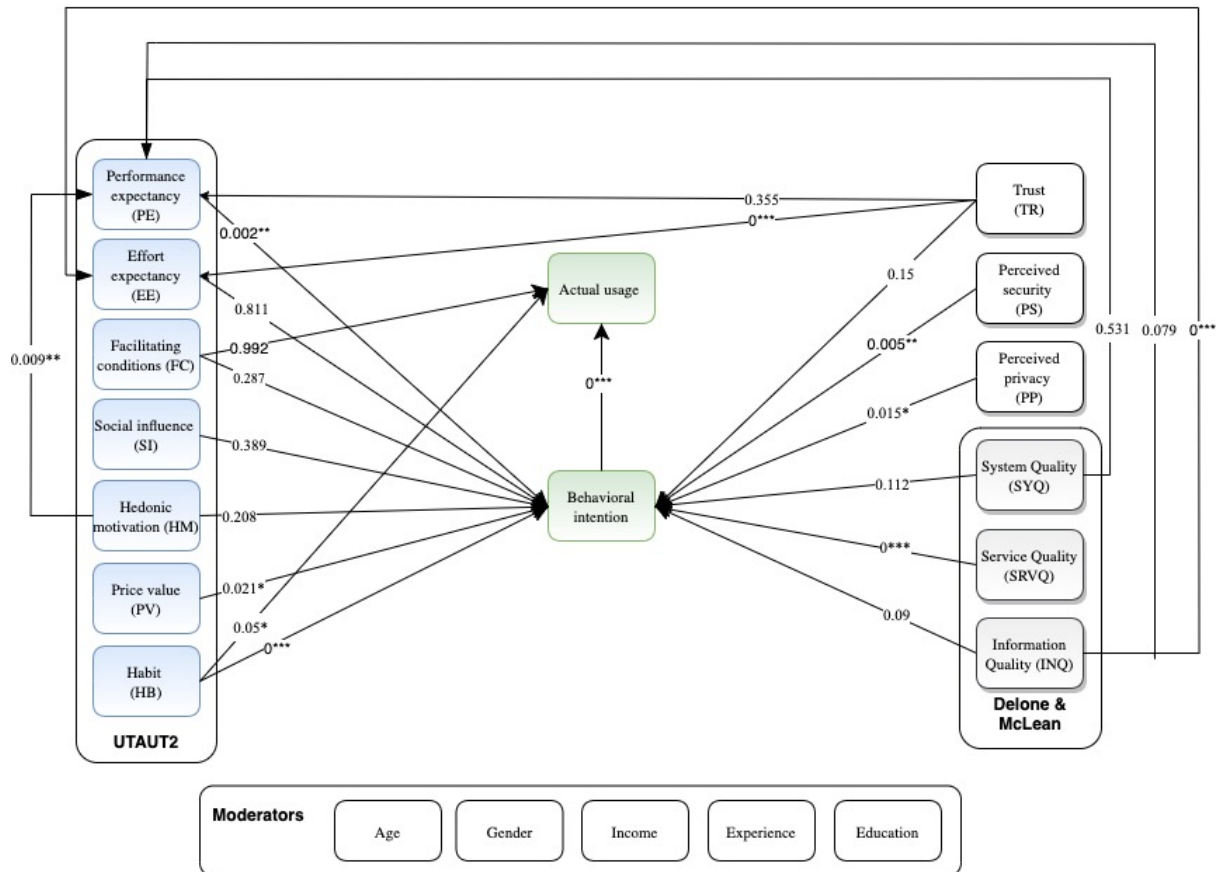 Performance
expectancy
(PE)
Effort
expectancy
(EE)
Facilitating
conditions (FC)
Social influence
(SI)
Hedonic
motivation (HM)
Price value
(PV)
Habit
(HB)
UTAUT2
0.009**
0.002**
0.811
0.992
0.287
0.389
0.208
0.021*
0.05*
0***
Actual usage
0***
Behavioral
intention
0.355
0***
0.15
0.005**
0.015*
0.112
0***
0.09
Trust
(TR)
Perceived
security
(PS)
Perceived
privacy
(PP)
System Quality
(SYQ)
Service Quality
(SRVQ)
Information
Quality (INQ)
Delone &
McLean
0.531
0.079
0***
Moderators
Age
Gender
Income
Experience
Education